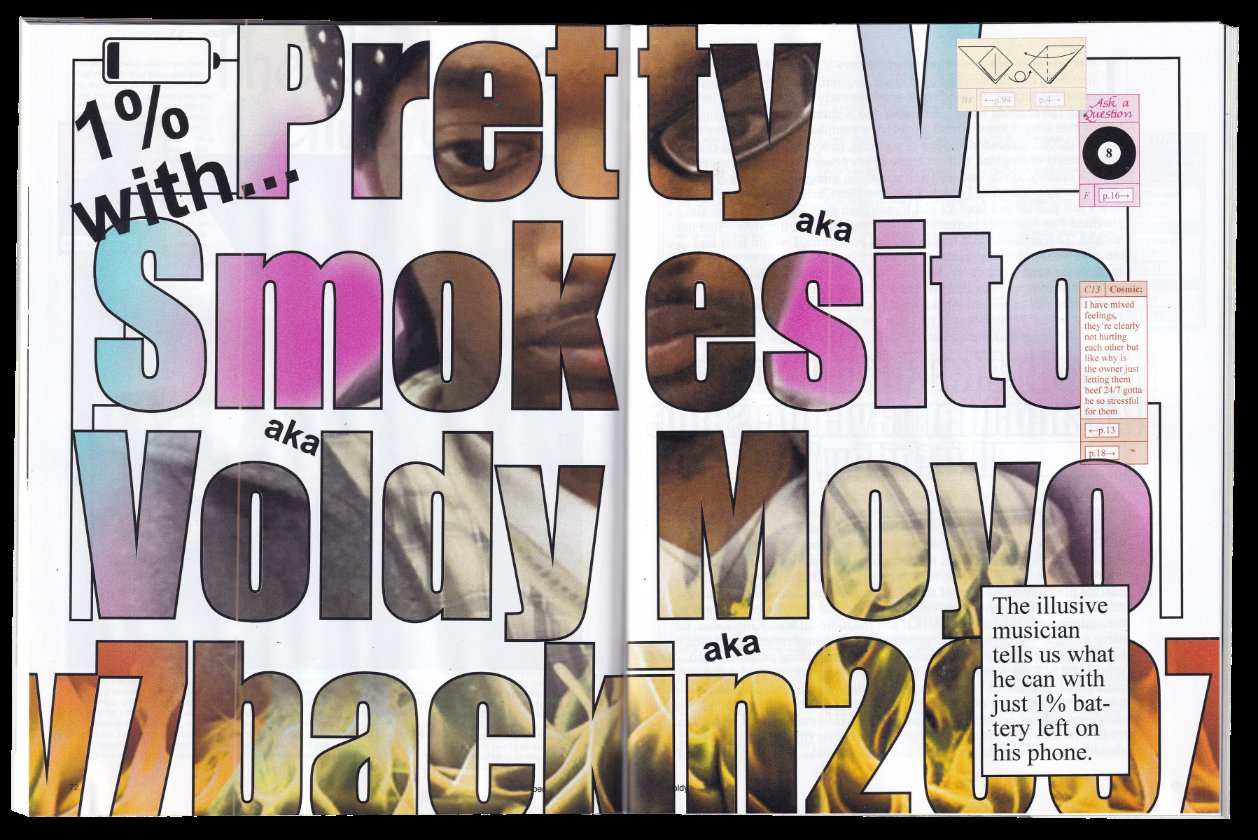 1%
with...
Pretty V
aka
Smokesito
aka
Voldy Moyo
aka
v7backin2007
The illusive
musician
tells us what
he can with
just 1% bat-
tery left on
his phone.
←p.94
p.4→
Ask a
Question
8
F
p.16→
C13 Cosmic:
I have mixed
feelings,
they're clearly
not hurting
each other but
like why is
the owner just
letting them
beef 24/7 gotta
be so stressful
for them
←p.13
p.18→
72